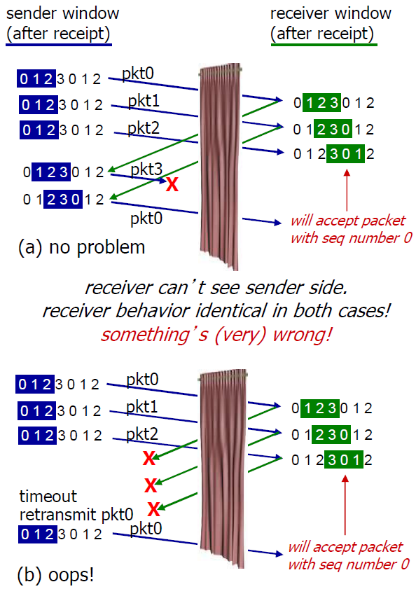 sender window
(after receipt)
receiver window
(after receipt)
0 1 2 3 0 1 2
pkt0
0 1 2 3 0 1 2
pkt1
0 1 2 3 0 1 2
pkt2
0 1 2 3 0 1 2
0 1 2 3 0 1 2
0 1 2 3 0 1 2
0 1 2 3 0 1 2
pkt3
X
0 1 2 3 0 1 2
pkt0
will accept packet
with seq number 0
(a) no problem
receiver can't see sender side.
receiver behavior identical in both cases!
something's (very) wrong!
0 1 2 3 0 1 2
pkt0
0 1 2 3 0 1 2
pkt1
0 1 2 3 0 1 2
pkt2
0 1 2 3 0 1 2
0 1 2 3 0 1 2
0 1 2 3 0 1 2
X
X
X
timeout
retransmit pkt0
pkt0
0 1 2 3 0 1 2
will accept packet
with seq number 0
(b) oops!